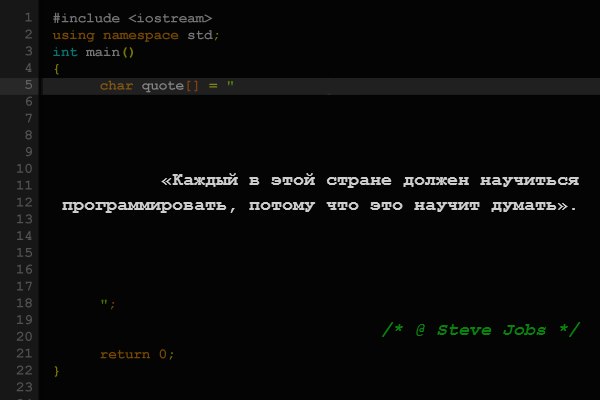 1 #include <iostream>
2 using namespace std;
3 int main()
4 {
5 char quote[] = "
6
7
8
9
10
11 «Каждый в этой стране должен научиться
12 программировать, потому что это научит думать».
13
14
15
16
17
18 ";
19
20 /* @ Steve Jobs */
21 return 0;
22 }
23